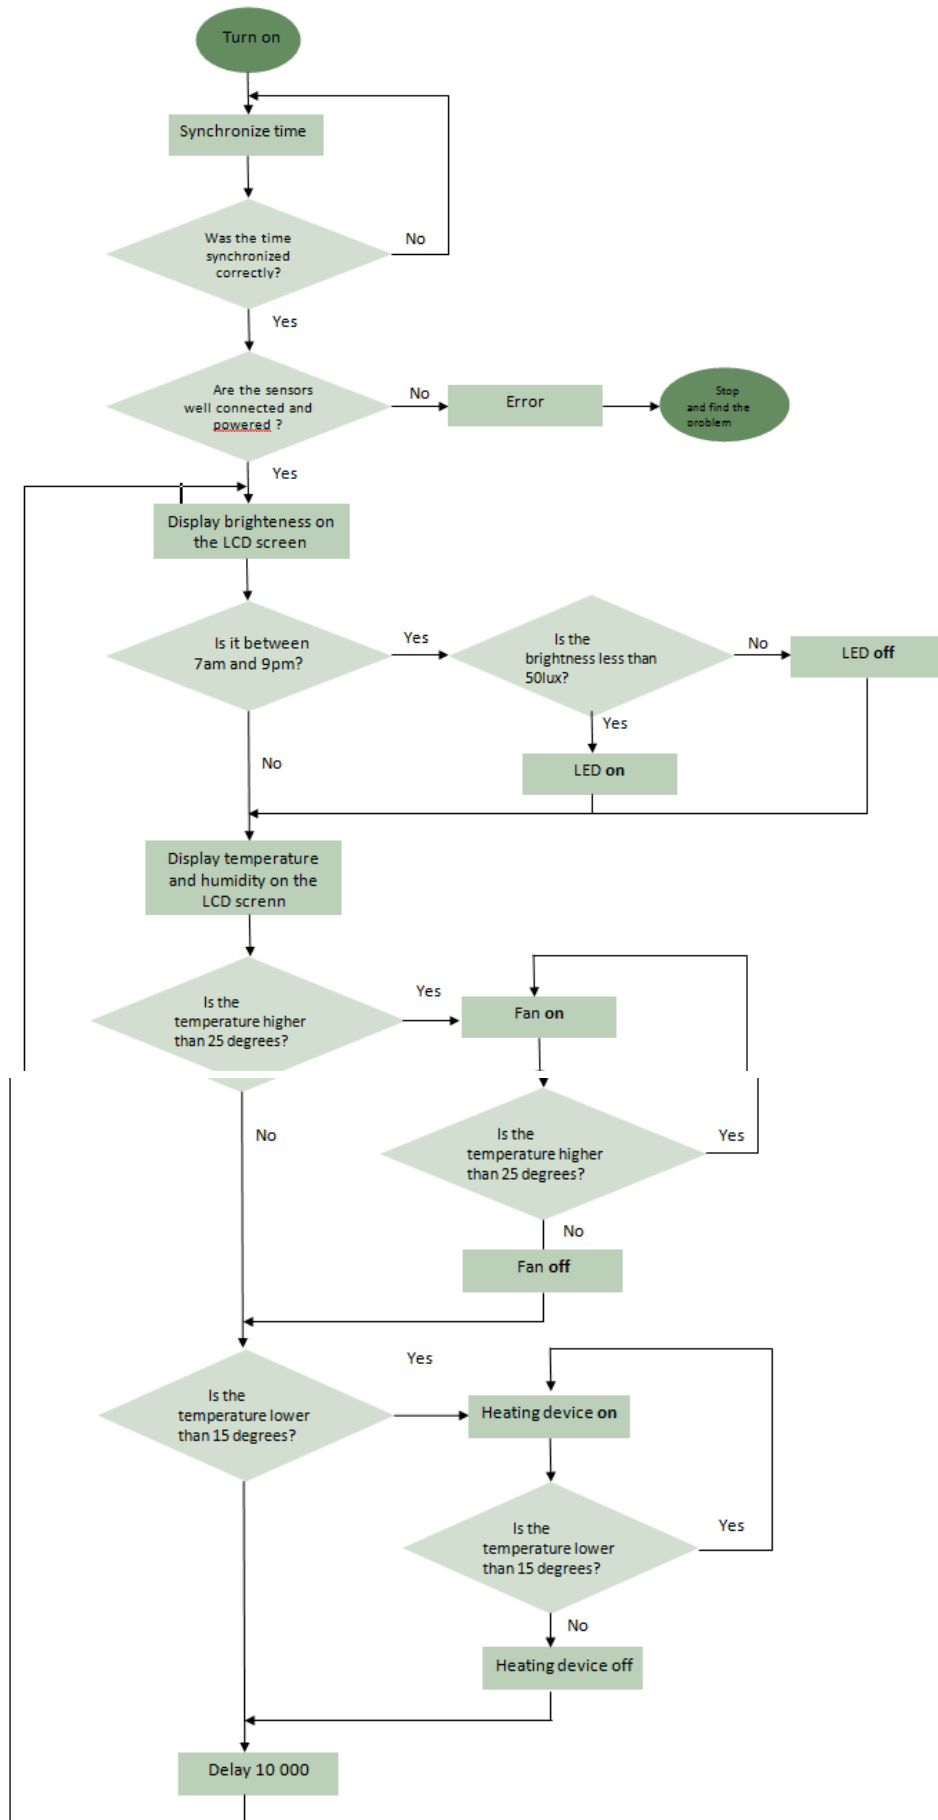 Turn on
Synchronize time
Was the time
synchronized
correctly?
No
Yes
Are the sensors
well connected and
powered ?
No
Error
Stop
and find the
oroblem
Yes
Display brighteness on
the LCD screen
Is it between
7am and 9pm?
Yes
Is the
brightness less than
50lux?
No
LED off
Yes
LED on
No
Display temperature
and humidity on the
LCD screnn
Is the
temperature higher
than 25 degrees?
Yes
Fan on
No
Is the
temperature higher
than 25 degrees?
Yes
No
Fan off
Is the
temperature lower
than 15 degrees?
Yes
Heating device on
Is the
temperature lower
than 15 degrees?
Yes
No
Heating device off
Delay 10 000